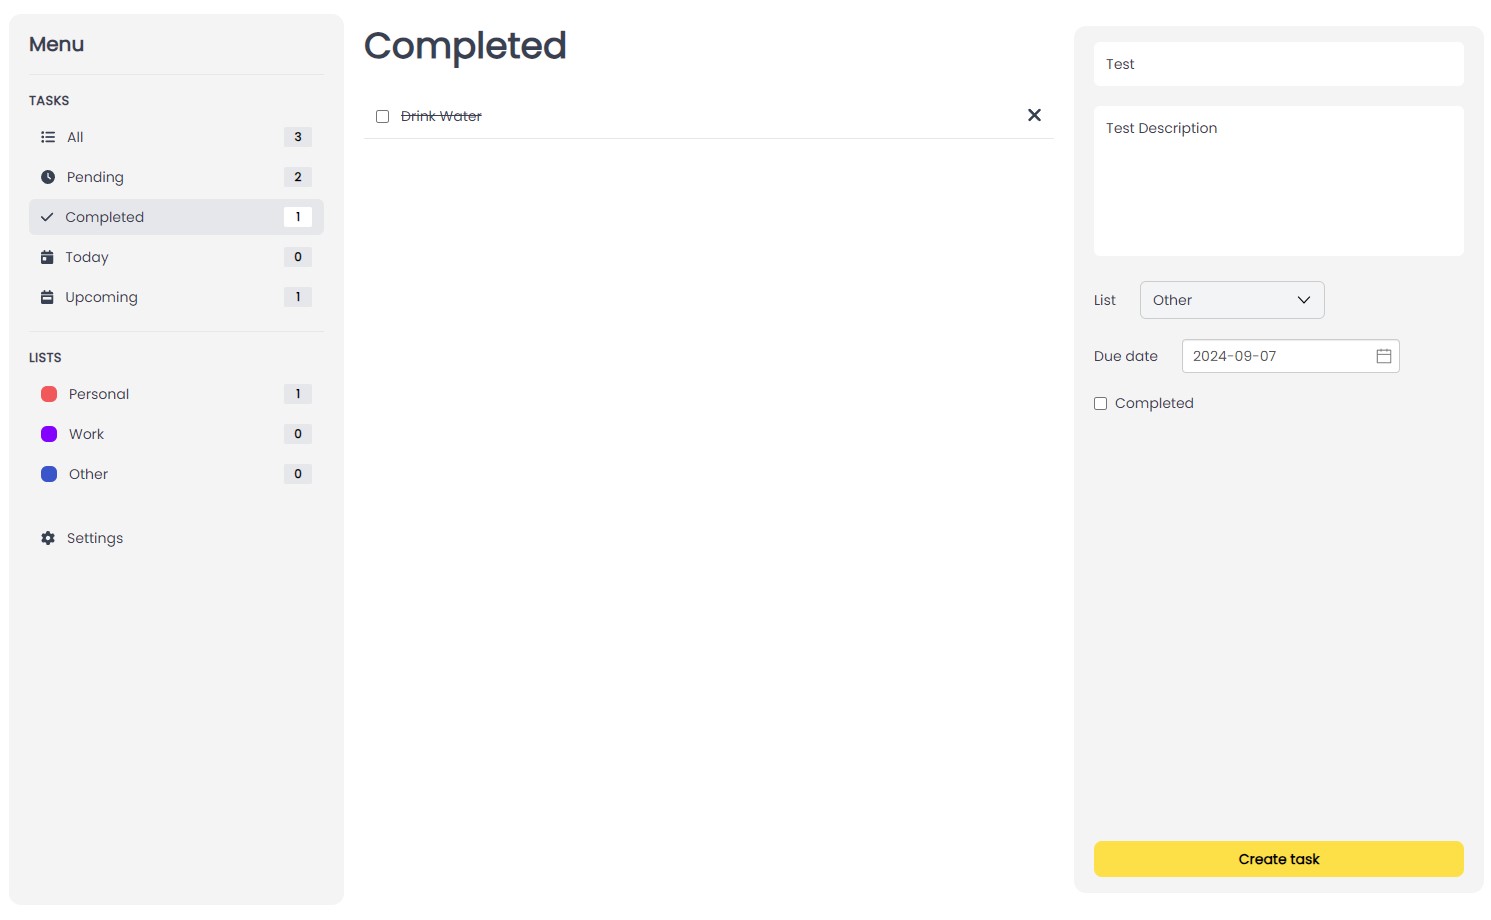 Menu
TASKS
All 3
Pending 2
Completed 1
Today 0
Upcoming 1
LISTS
Personal 1
Work 0
Other 0
Settings
Completed
Drink Water
Test
Test Description
List Other
Due date 2024-09-07
Completed
Create task